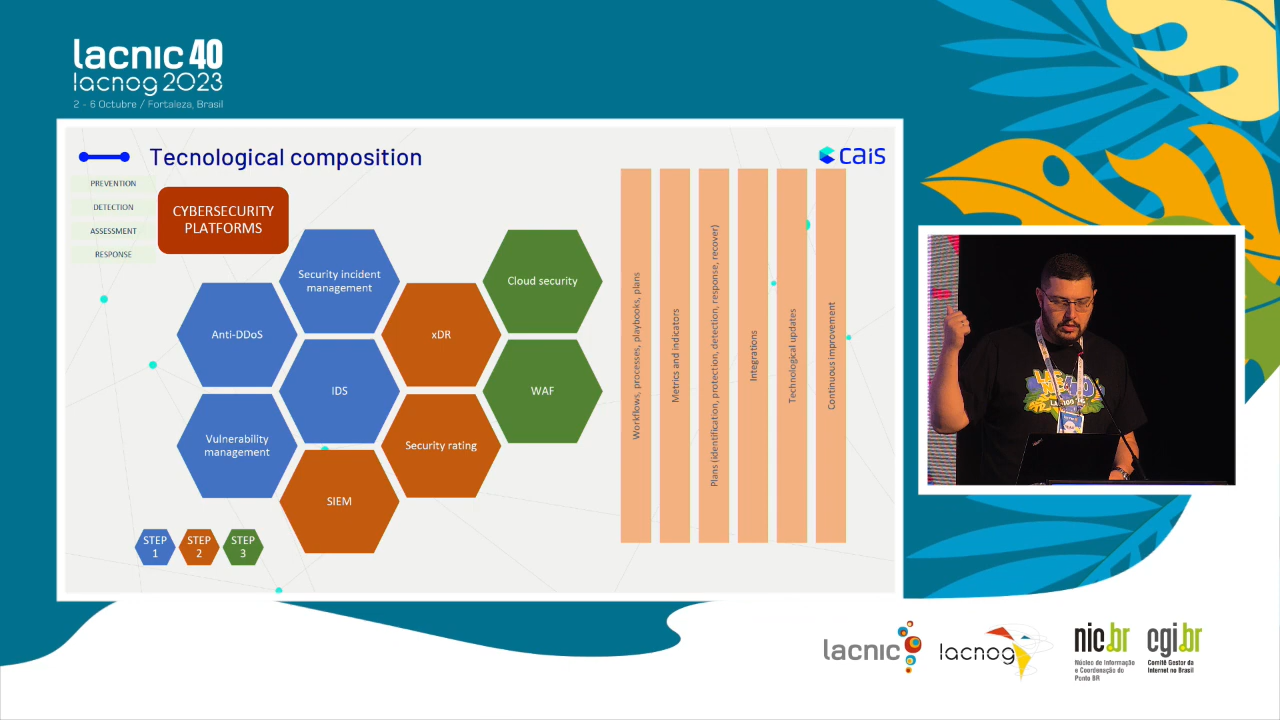 lacnic 40
lacnog 2023
2 - 6 Octubre / Fortaleza, Brasil
Tecnological composition
cais
PREVENTION
DETECTION
ASSESSMENT
RESPONSE
CYBERSECURITY
PLATFORMS
Security incident
management
Cloud security
Anti-DDoS
xDR
IDS
WAF
Vulnerability
management
Security rating
SIEM
STEP
1
STEP
2
STEP
3
Workflows, processes, playbooks, plans
Metrics and indicators
Plans (identification, protection, detection, response, recover)
Integrations
Technological updates
Continuous improvement
lacnic
lacnog
nic.br
Núcleo de Informação
e Coordenação do
Ponto BR
cgi.br
Comitê Gestor da
Internet no Brasil